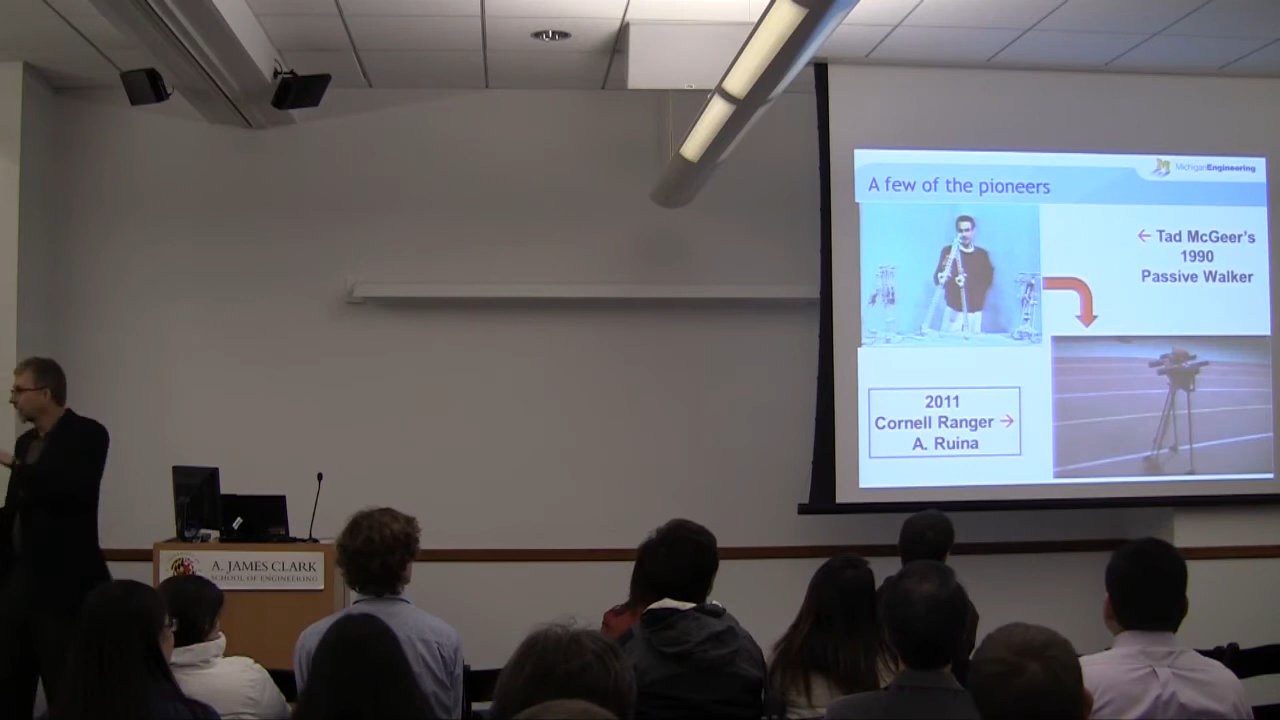 MichiganEngineering
A few of the pioneers
← Tad McGeer's
1990
Passive Walker
2011
Cornell Ranger →
A. Ruina
A. JAMES CLARK
SCHOOL OF ENGINEERING